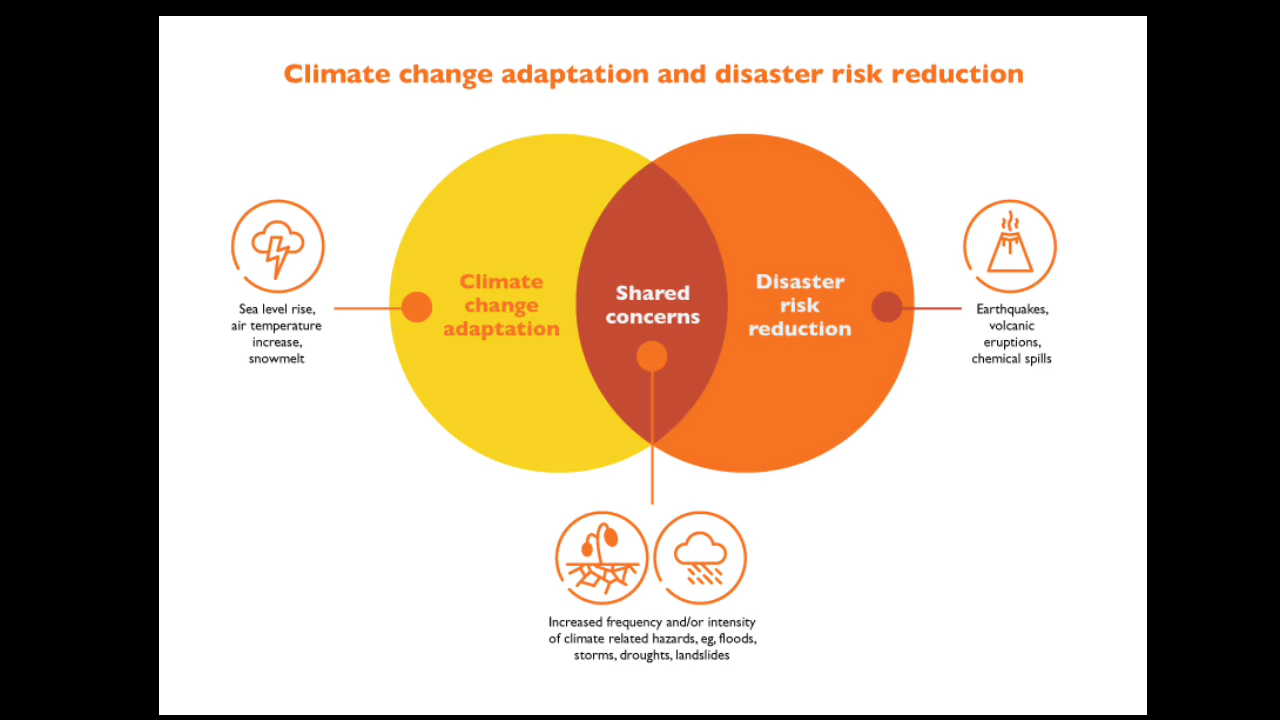 Climate change adaptation and disaster risk reduction
Climate
change
adaptation
Shared
concerns
Disaster
risk
reduction
Sea level rise,
air temperature
increase,
snowmelt
Earthquakes,
volcanic
eruptions,
chemical spills
Increased frequency and/or intensity
of climate related hazards, eg, floods,
storms, droughts, landslides